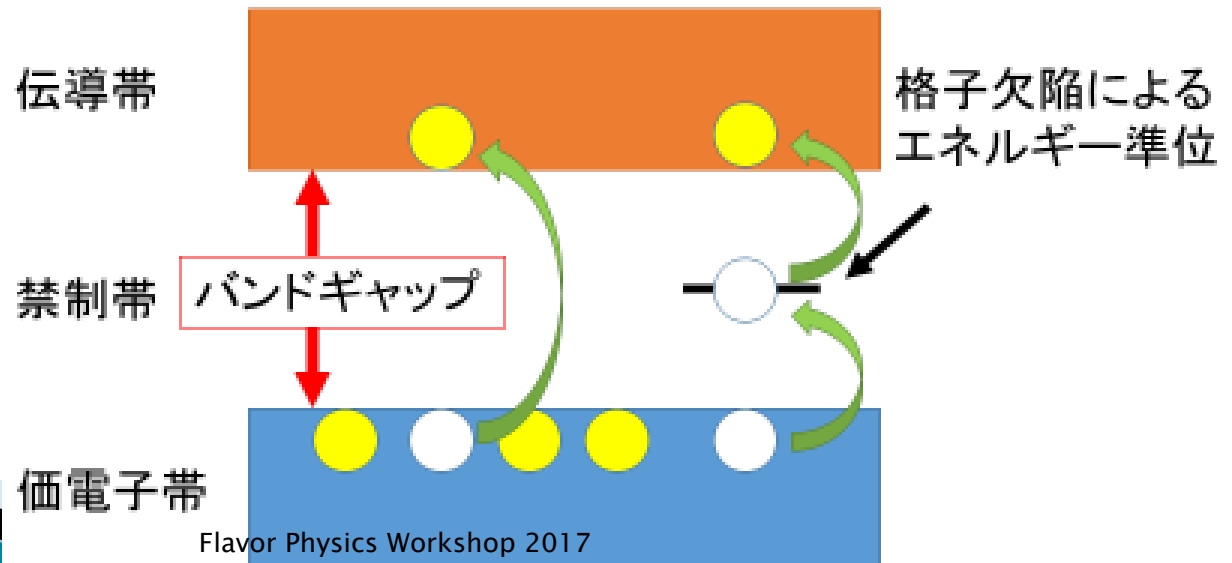 伝導帯
格子欠陥による
エネルギー準位
禁制帯
バンドギャップ
価電子帯
Flavor Physics Workshop 2017